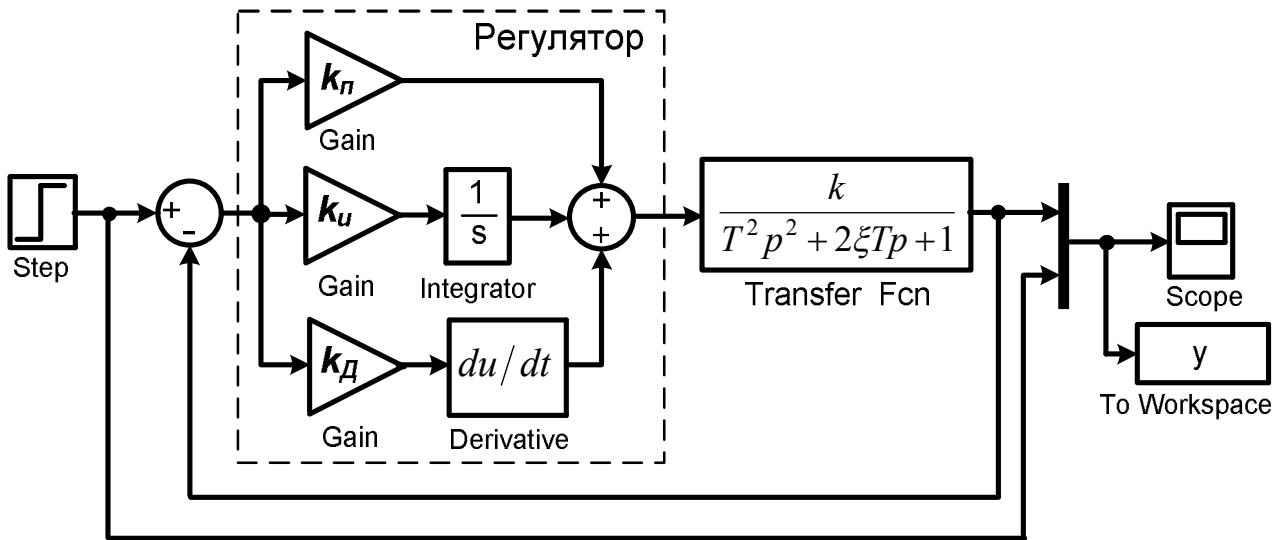 Регулятор
kп
Gain
Step
+
-
kи
Gain
1
s
Integrator
+
+
k
T²p² + 2ξTp + 1
Transfer Fcn
Scope
y
To Workspace
kД
Gain
du/dt
Derivative